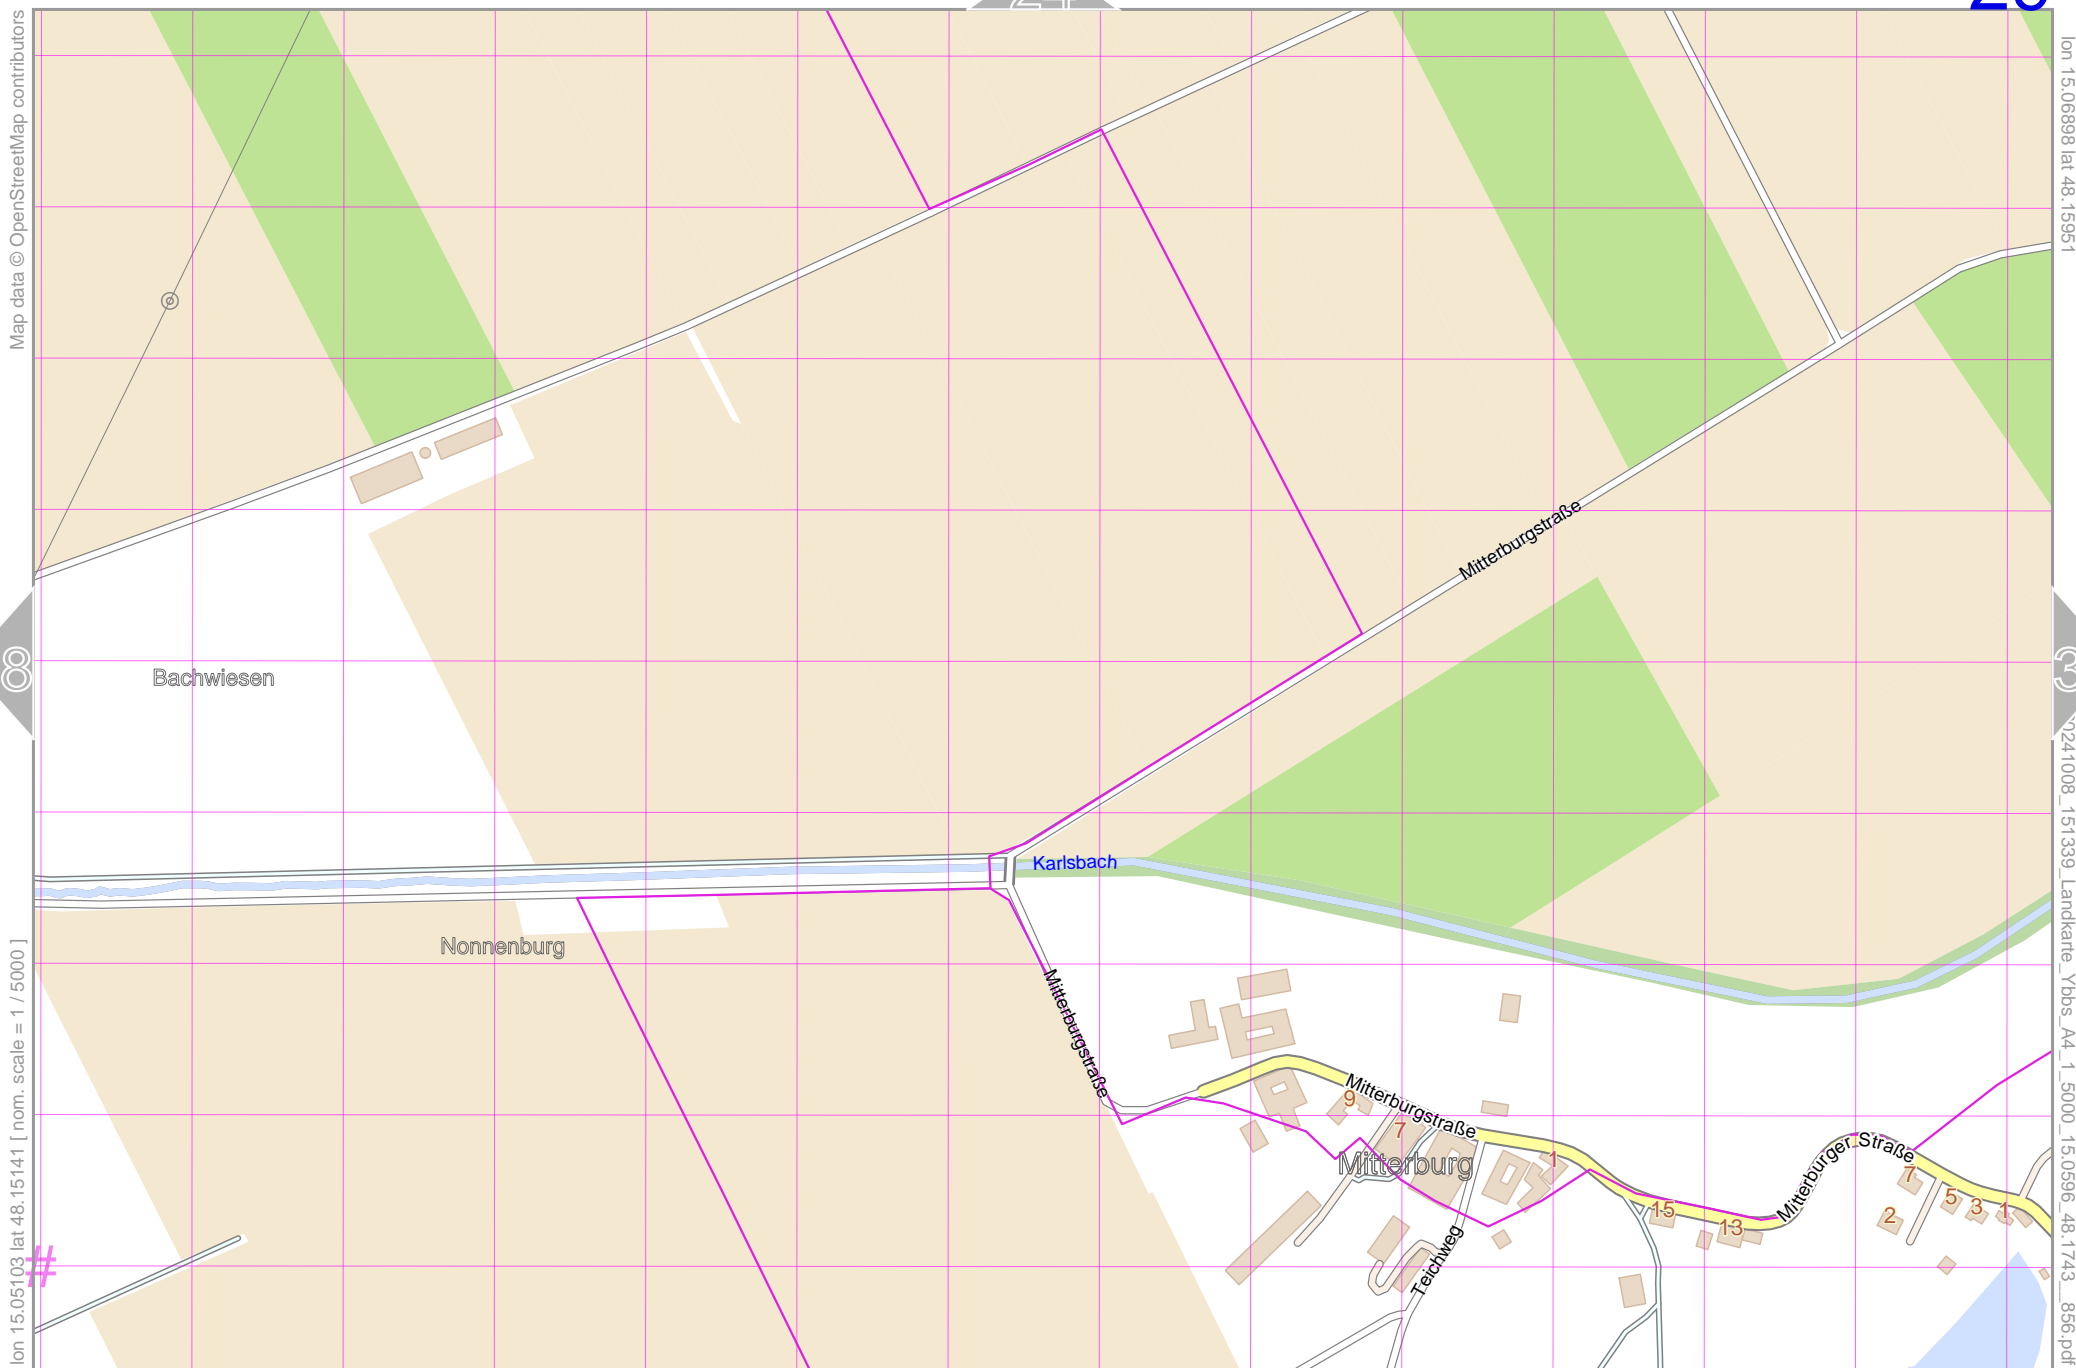 Map data © OpenStreetMap contributors
lon 15.06898 lat 48.15951
Mitterburgstraße
8
Bachwiesen
Karlsbach
Nonnenburg
Mitterburgstraße
Mitterburgstraße
9
7
1
Mitterburg
Mitterburger Straße
7
5
3
1
2
15
13
Teichweg
#
lon 15.05103 lat 48.15141 [ nom. scale = 1 / 5000 ]
20241008_151339_Landkarte_Ybbs_A4_1_5000_15.0596_48.1743__856.pdf